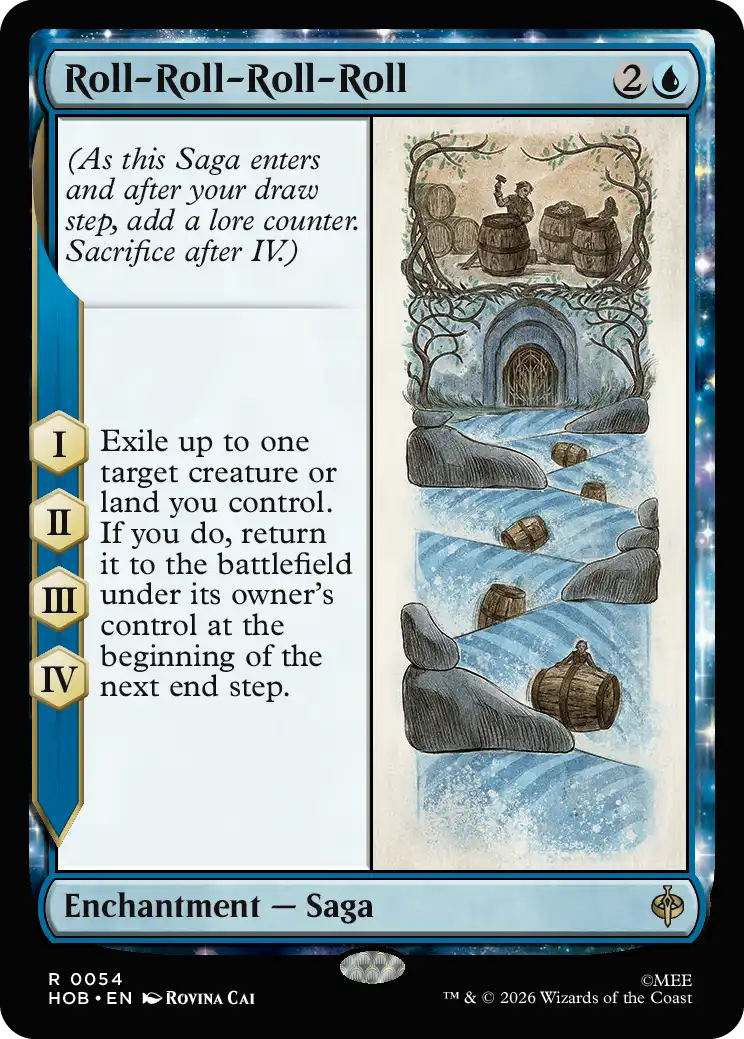 Roll-Roll-Roll-Roll
2
(As this Saga enters
and after your draw
step, add a lore counter.
Sacrifice after IV.)
I
II
III
IV
Exile up to one
target creature or
land you control.
If you do, return
it to the battlefield
under its owner's
control at the
beginning of the
next end step.
Enchantment — Saga
R 0054
HOB • EN Rovina Cai
©MEE
™ & © 2026 Wizards of the Coast